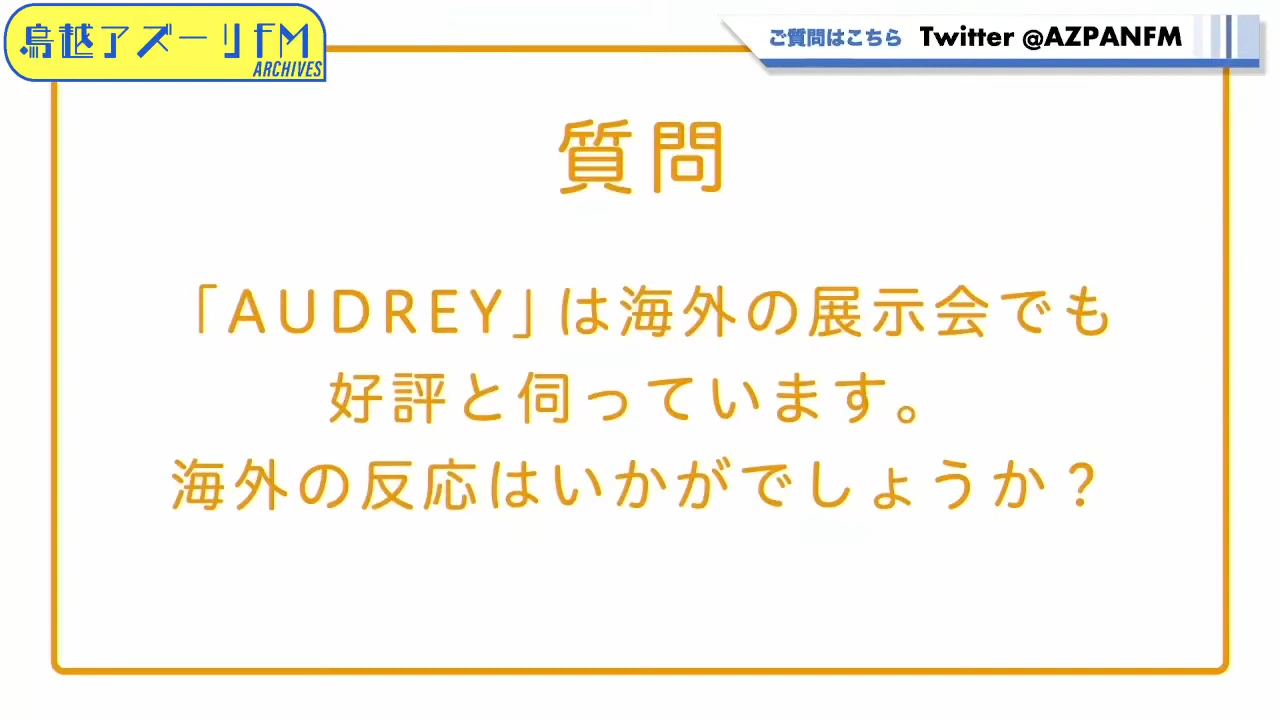 鳥越アズーリFM
ARCHIVES
ご質問はこちら Twitter @AZPANFM
質問
「AUDREY」は海外の展示会でも
好評と伺っています。
海外の反応はいかがでしょうか？